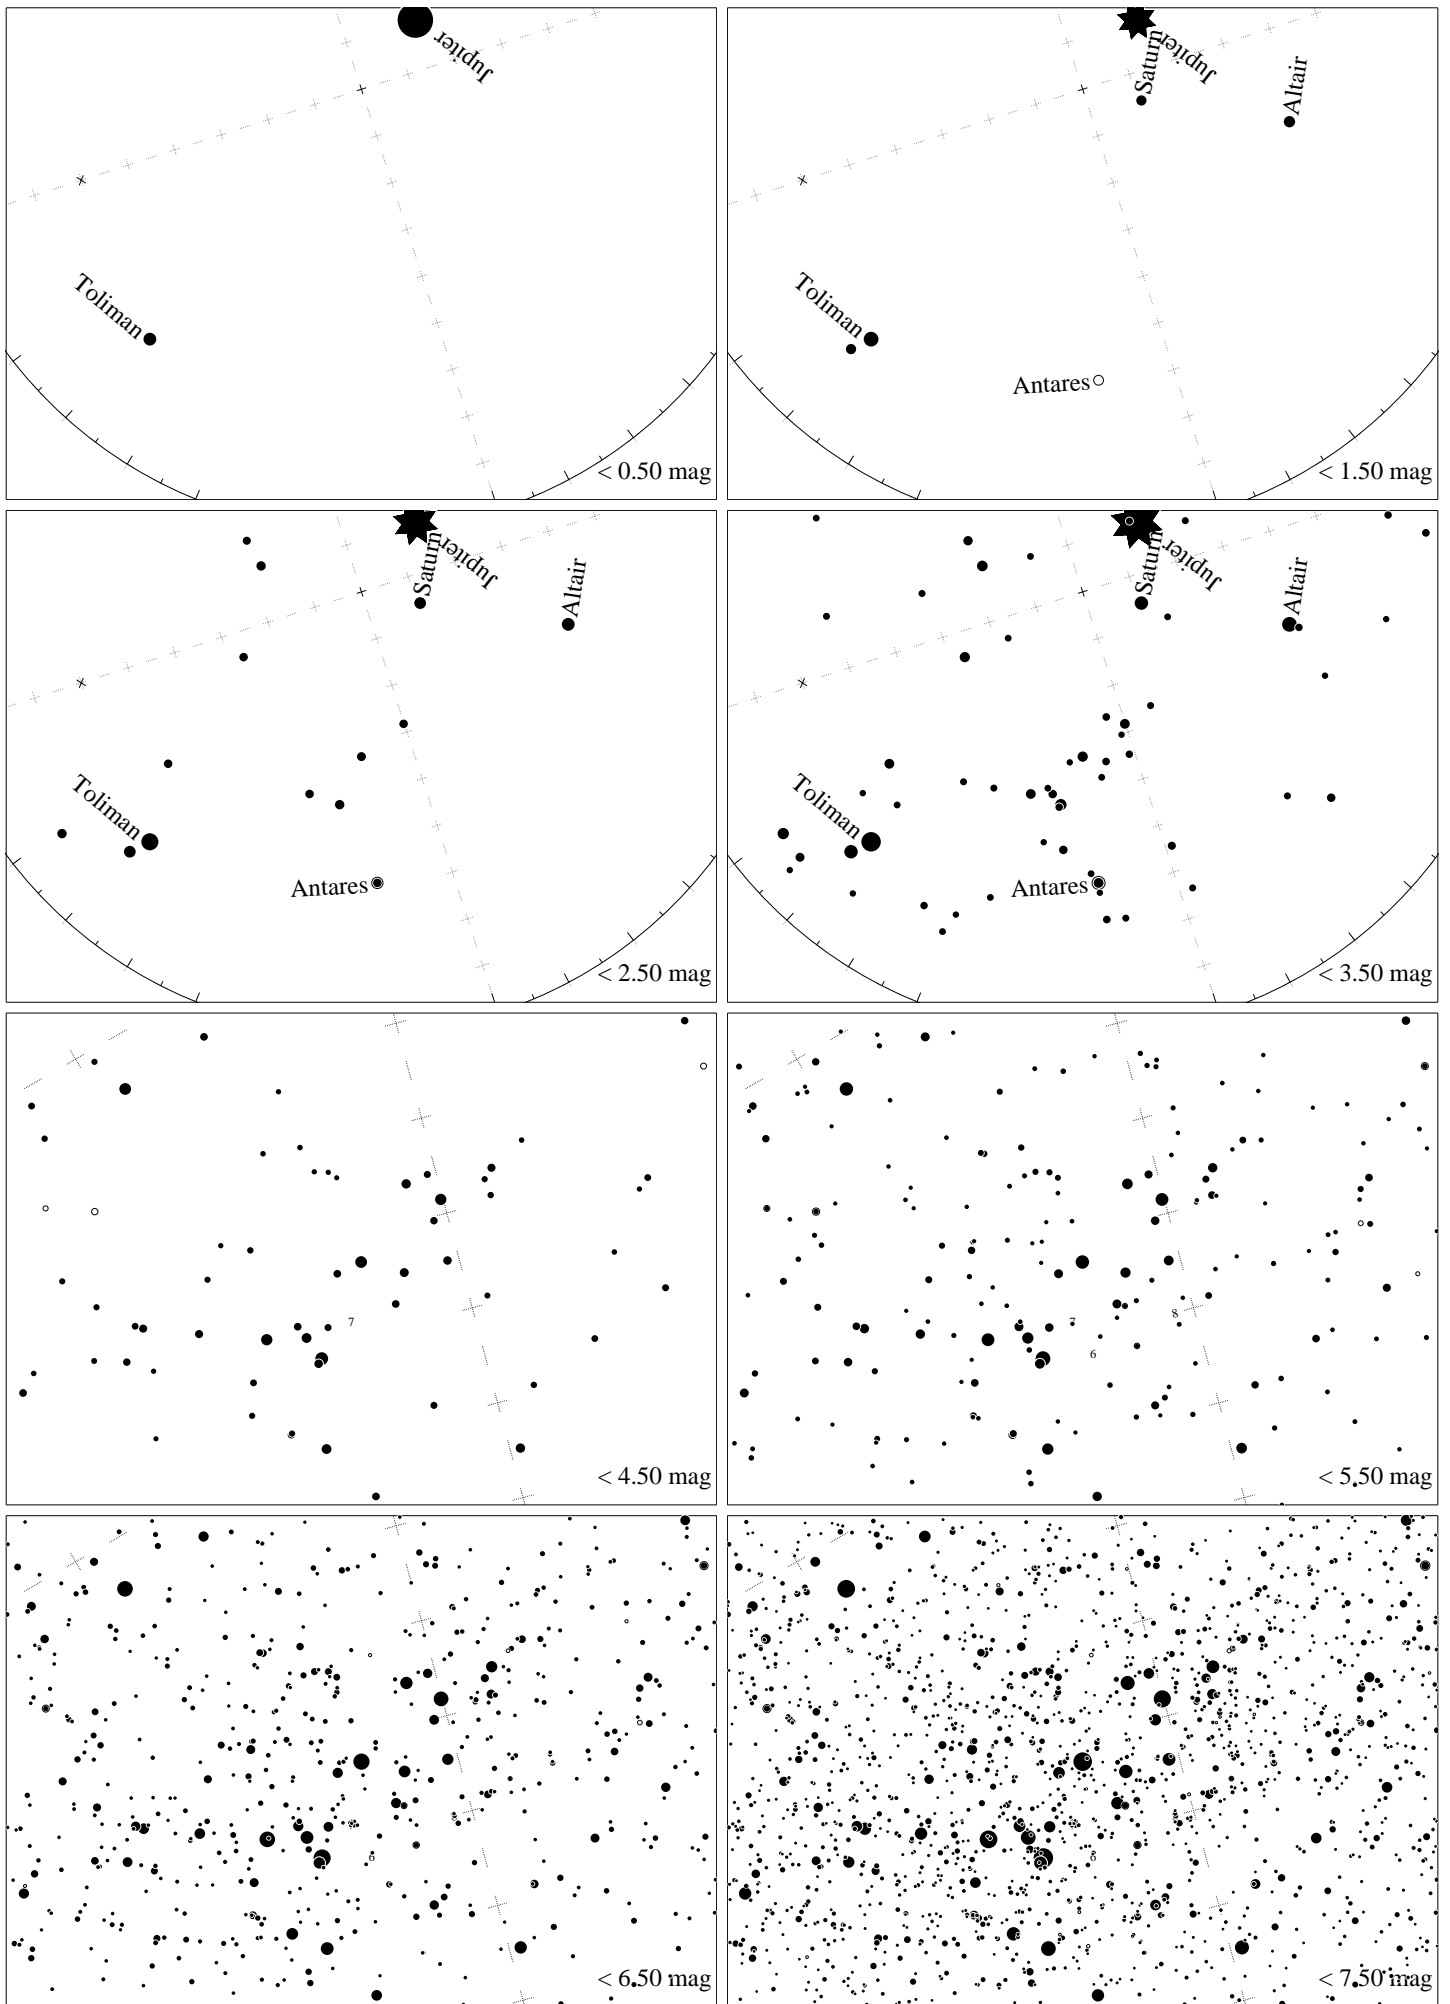 Jupiter
Toliman
< 0.50 mag
Saturn
Jupiter
Altair
Toliman
Antares
< 1.50 mag
Saturn
Jupiter
Altair
Toliman
Antares
< 2.50 mag
Saturn
Jupiter
Altair
Toliman
Antares
< 3.50 mag
7
< 4.50 mag
8
7
6
< 5.50 mag
6
< 6.50 mag
6
< 7.50 mag